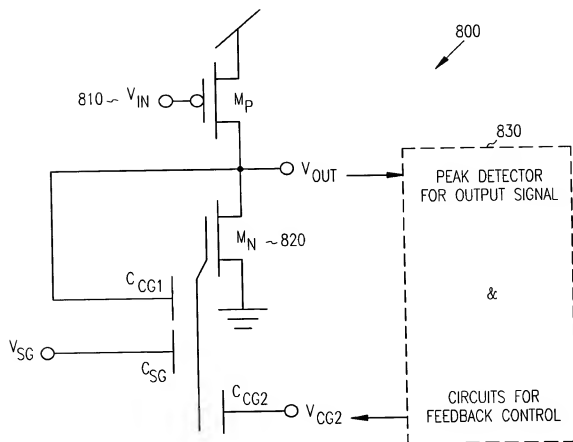 800
810 ~ V_IN
M_P
830
V_OUT
PEAK DETECTOR
FOR OUTPUT SIGNAL
M_N ~820
C_CG1
&
V_SG
C_SG
C_CG2
V_CG2
CIRCUITS FOR
FEEDBACK CONTROL